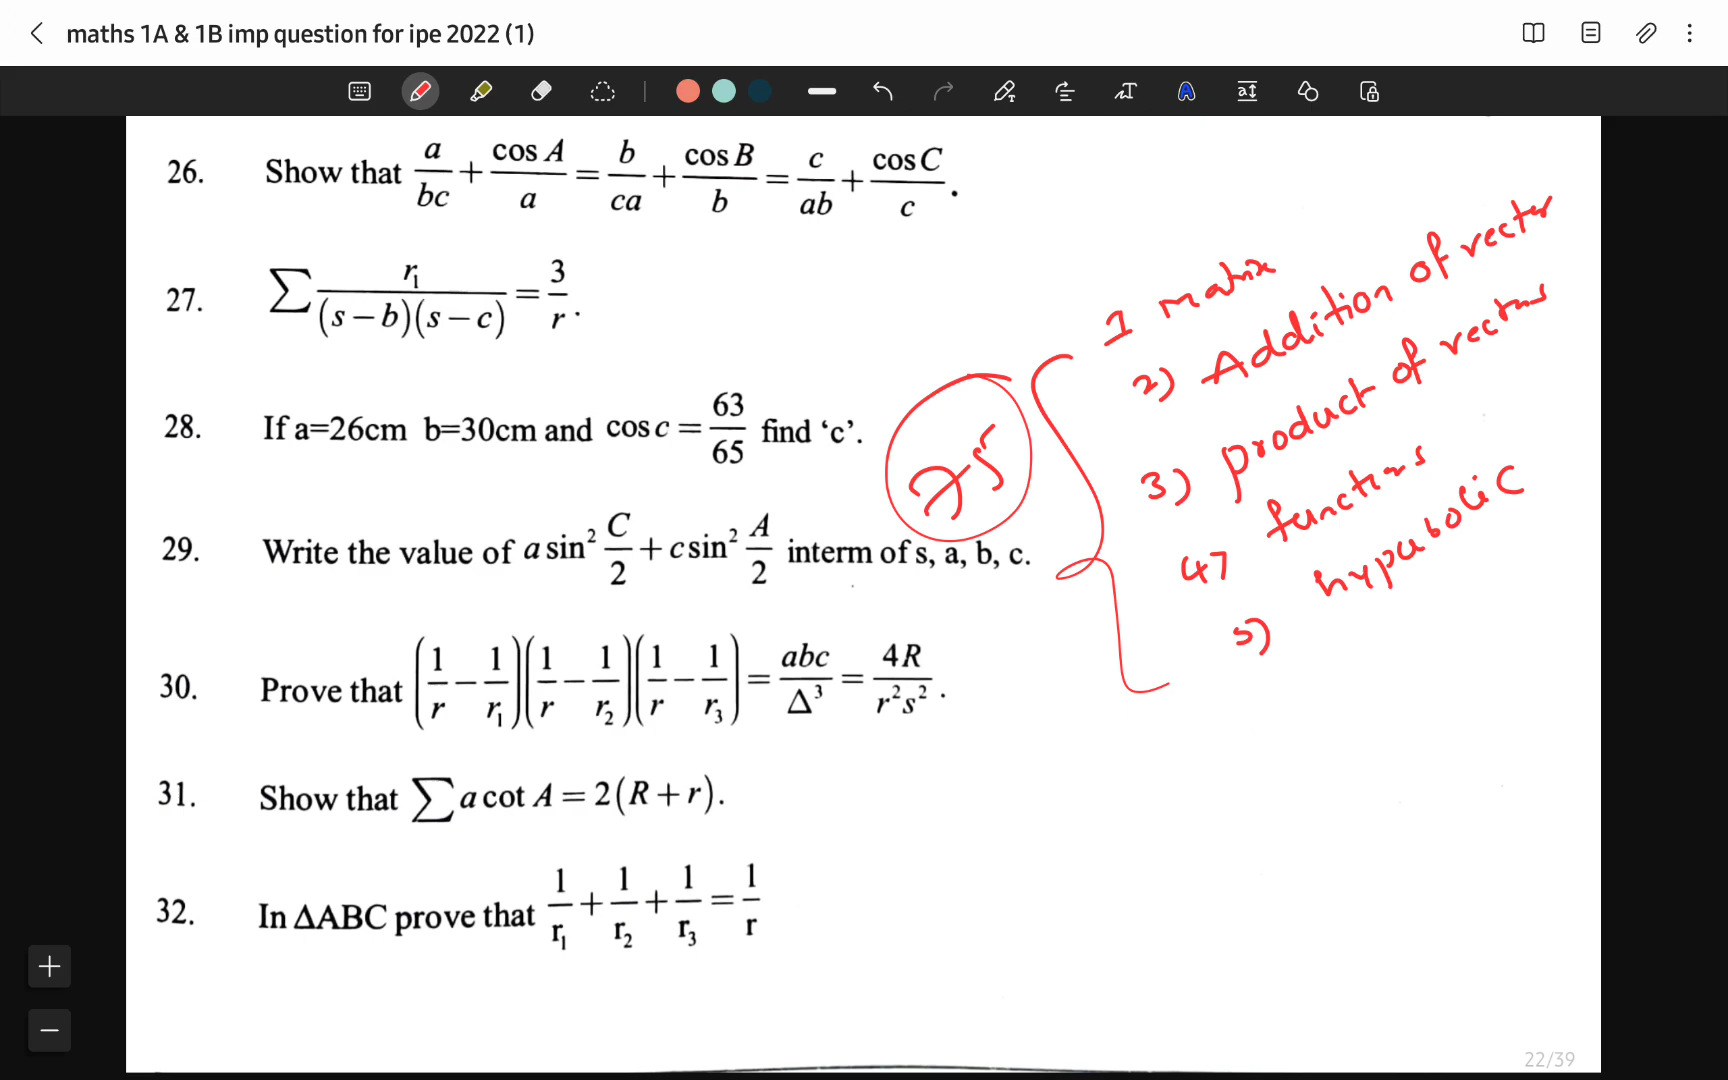 maths 1A & 1B imp question for ipe 2022 (1)
26. Show that a/bc + cos A/a = b/ca + cos B/b = c/ab + cos C/c.
27. ∑ r₁/((s−b)(s−c)) = 3/r.
28. If a=26cm b=30cm and cos c = 63/65 find ‘c’.
29. Write the value of a sin² C/2 + c sin² A/2 interm of s, a, b, c.
30. Prove that (1/r − 1/r₁)(1/r − 1/r₂)(1/r − 1/r₃) = abc/Δ³ = 4R/r²s².
31. Show that ∑ a cot A = 2(R+r).
32. In ΔABC prove that 1/r₁ + 1/r₂ + 1/r₃ = 1/r
75
1 matrix
2) Addition of vector
3) product of vectors
4) functions
5) hyperbolic
22/39